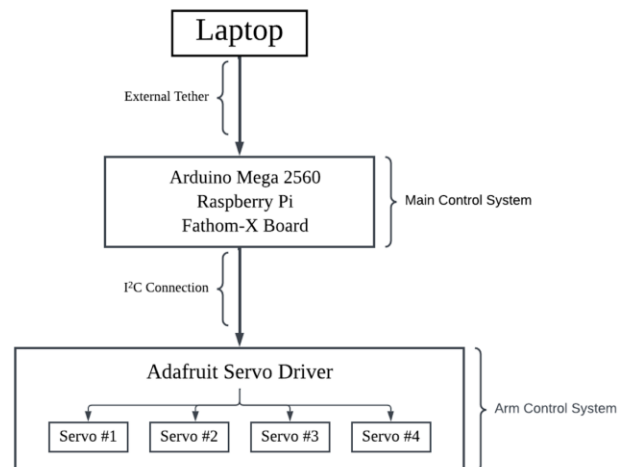 Laptop
External Tether
Arduino Mega 2560
Raspberry Pi
Fathom-X Board
Main Control System
I²C Connection
Adafruit Servo Driver
Arm Control System
Servo #1
Servo #2
Servo #3
Servo #4